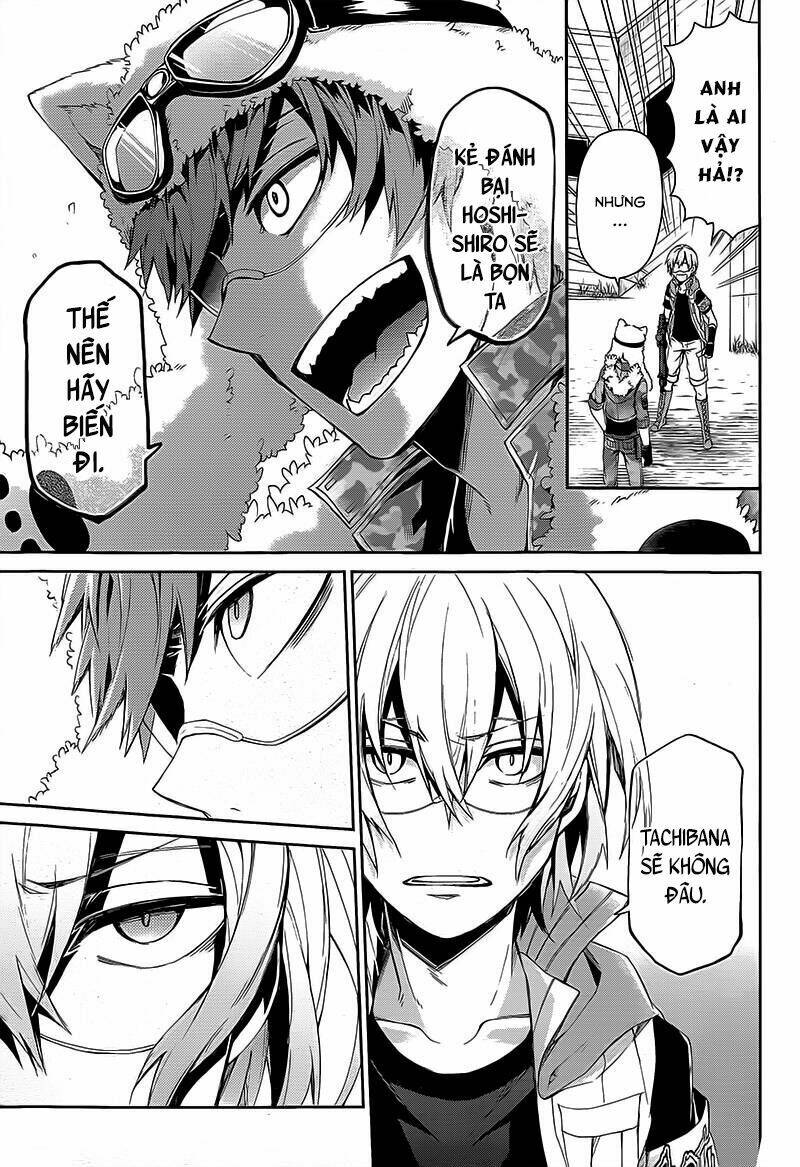 ANH
LÀ AI
VẬY
HẢ!?
NHƯNG
...
KẺ ĐÁNH
BẠI
HOSHI-
SHIRO SẼ
LÀ BỌN
TA
THẾ
NÊN
HÃY
BIẾN
ĐI.
TACHIBANA
SẼ KHÔNG
ĐÂU.